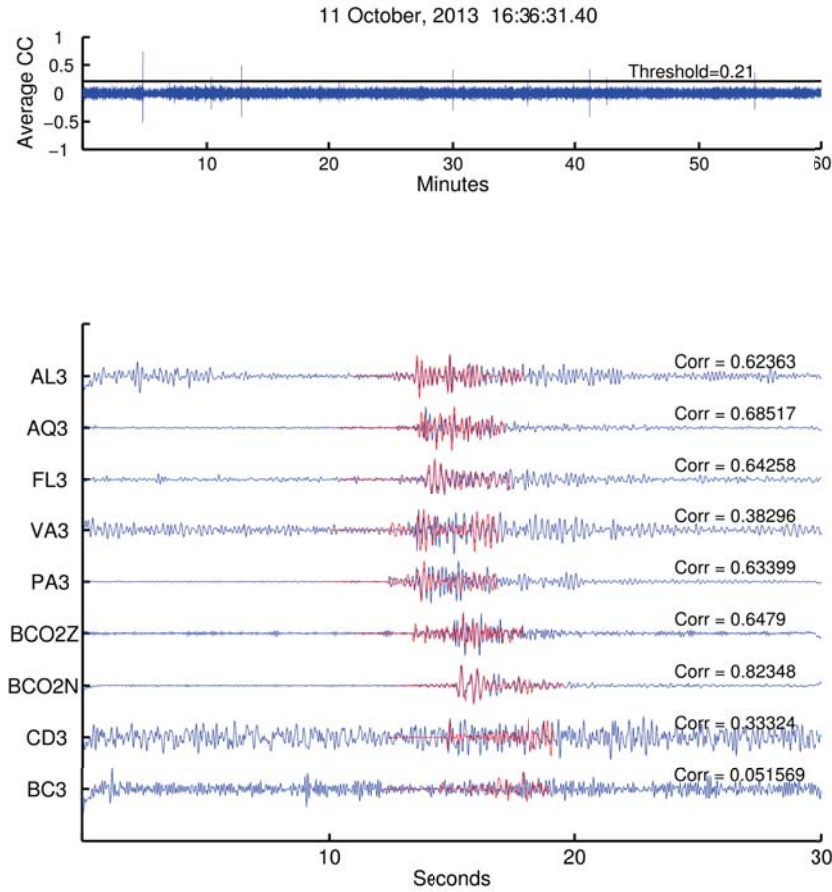 11 October, 2013 16:36:31.40
1
0.5
0
−0.5
−1
Average CC
Threshold=0.21
10
20
30
40
50
60
Minutes
AL3
Corr = 0.62363
AQ3
Corr = 0.68517
FL3
Corr = 0.64258
VA3
Corr = 0.38296
PA3
Corr = 0.63399
BCO2Z
Corr = 0.6479
BCO2N
Corr = 0.82348
CD3
Corr = 0.33324
BC3
Corr = 0.051569
10
20
30
Seconds